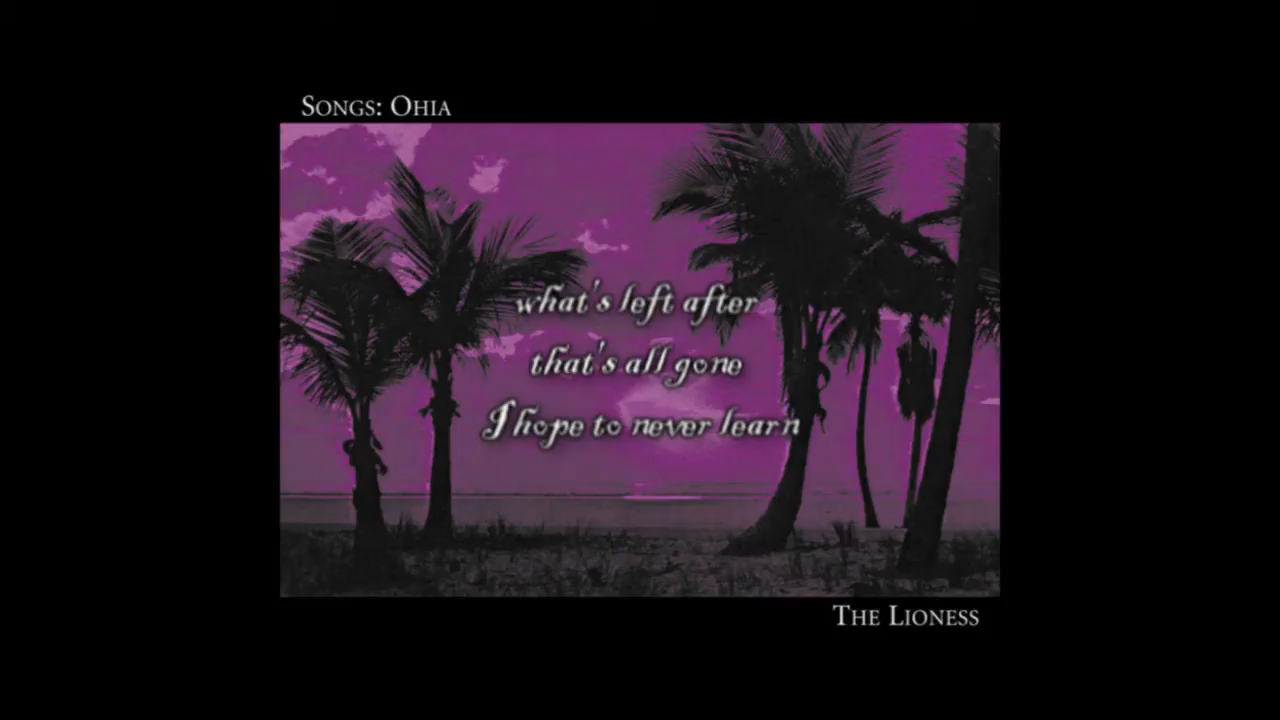 Songs: Ohia
what's left after
that's all gone
I hope to never learn
The Lioness